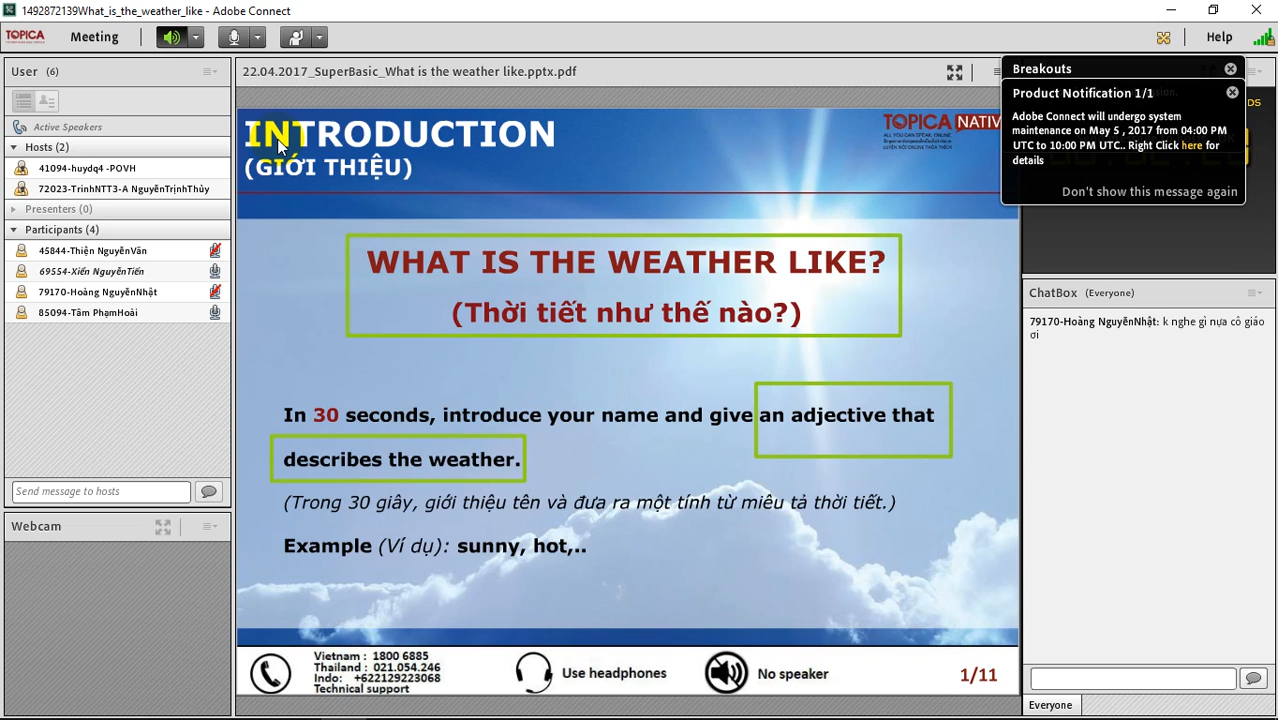 1492872139What_is_the_weather_like - Adobe Connect
TOPICA Meeting Help
User (6)
Active Speakers
Hosts (2)
41094-huydq4 -POVH
72023-TrinhNTT3-A NguyễnTrịnhThủy
Presenters (0)
Participants (4)
45844-Thiện NguyễnVăn
69554-Xiển NguyễnTiến
79170-Hoàng NguyễnNhật
85094-Tâm PhạmHoài
Send message to hosts
Webcam
22.04.2017_SuperBasic_What is the weather like.pptx.pdf
INTRODUCTION
(GIỚI THIỆU)
TOPICA NATIV
WHAT IS THE WEATHER LIKE?
(Thời tiết như thế nào?)
In 30 seconds, introduce your name and give an adjective that
describes the weather.
(Trong 30 giây, giới thiệu tên và đưa ra một tính từ miêu tả thời tiết.)
Example (Ví dụ): sunny, hot,..
Vietnam : 1800 6885
Thailand : 021.054.246
Indo: +622129223068
Technical support
Use headphones
No speaker
1/11
Breakouts
Product Notification 1/1
Adobe Connect will undergo system
maintenance on May 5 , 2017 from 04:00 PM
UTC to 10:00 PM UTC.. Right Click here for
details
Don't show this message again
ChatBox (Everyone)
79170-Hoàng NguyễnNhật: k nghe gì nựa cô giáo
ơi
Everyone